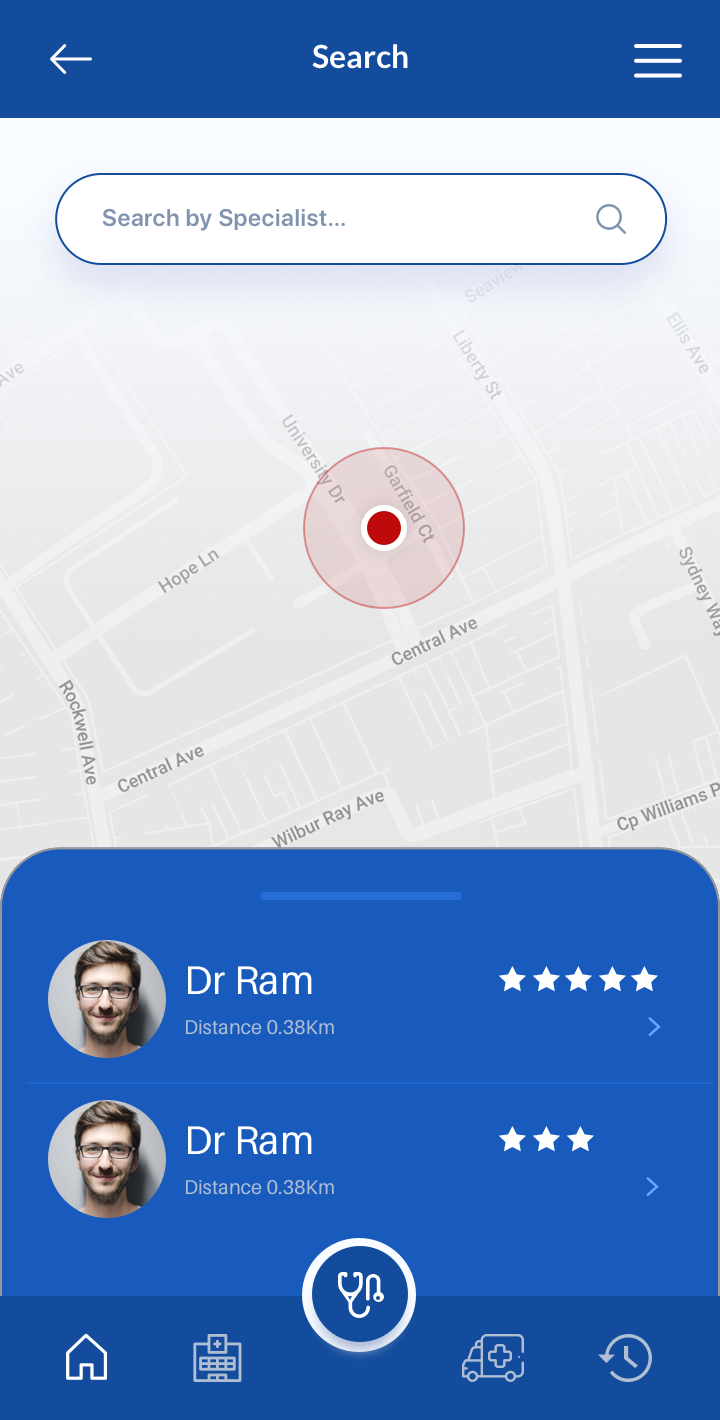 Search
Search by Specialist...
Seaview
Liberty St
Ellis Ave
Ave
University Dr
Garfield Ct
Hope Ln
Sydney Way
Central Ave
Rockwell Ave
Central Ave
Wilbur Ray Ave
Cp Williams P
Dr Ram
Distance 0.38Km
Dr Ram
Distance 0.38Km